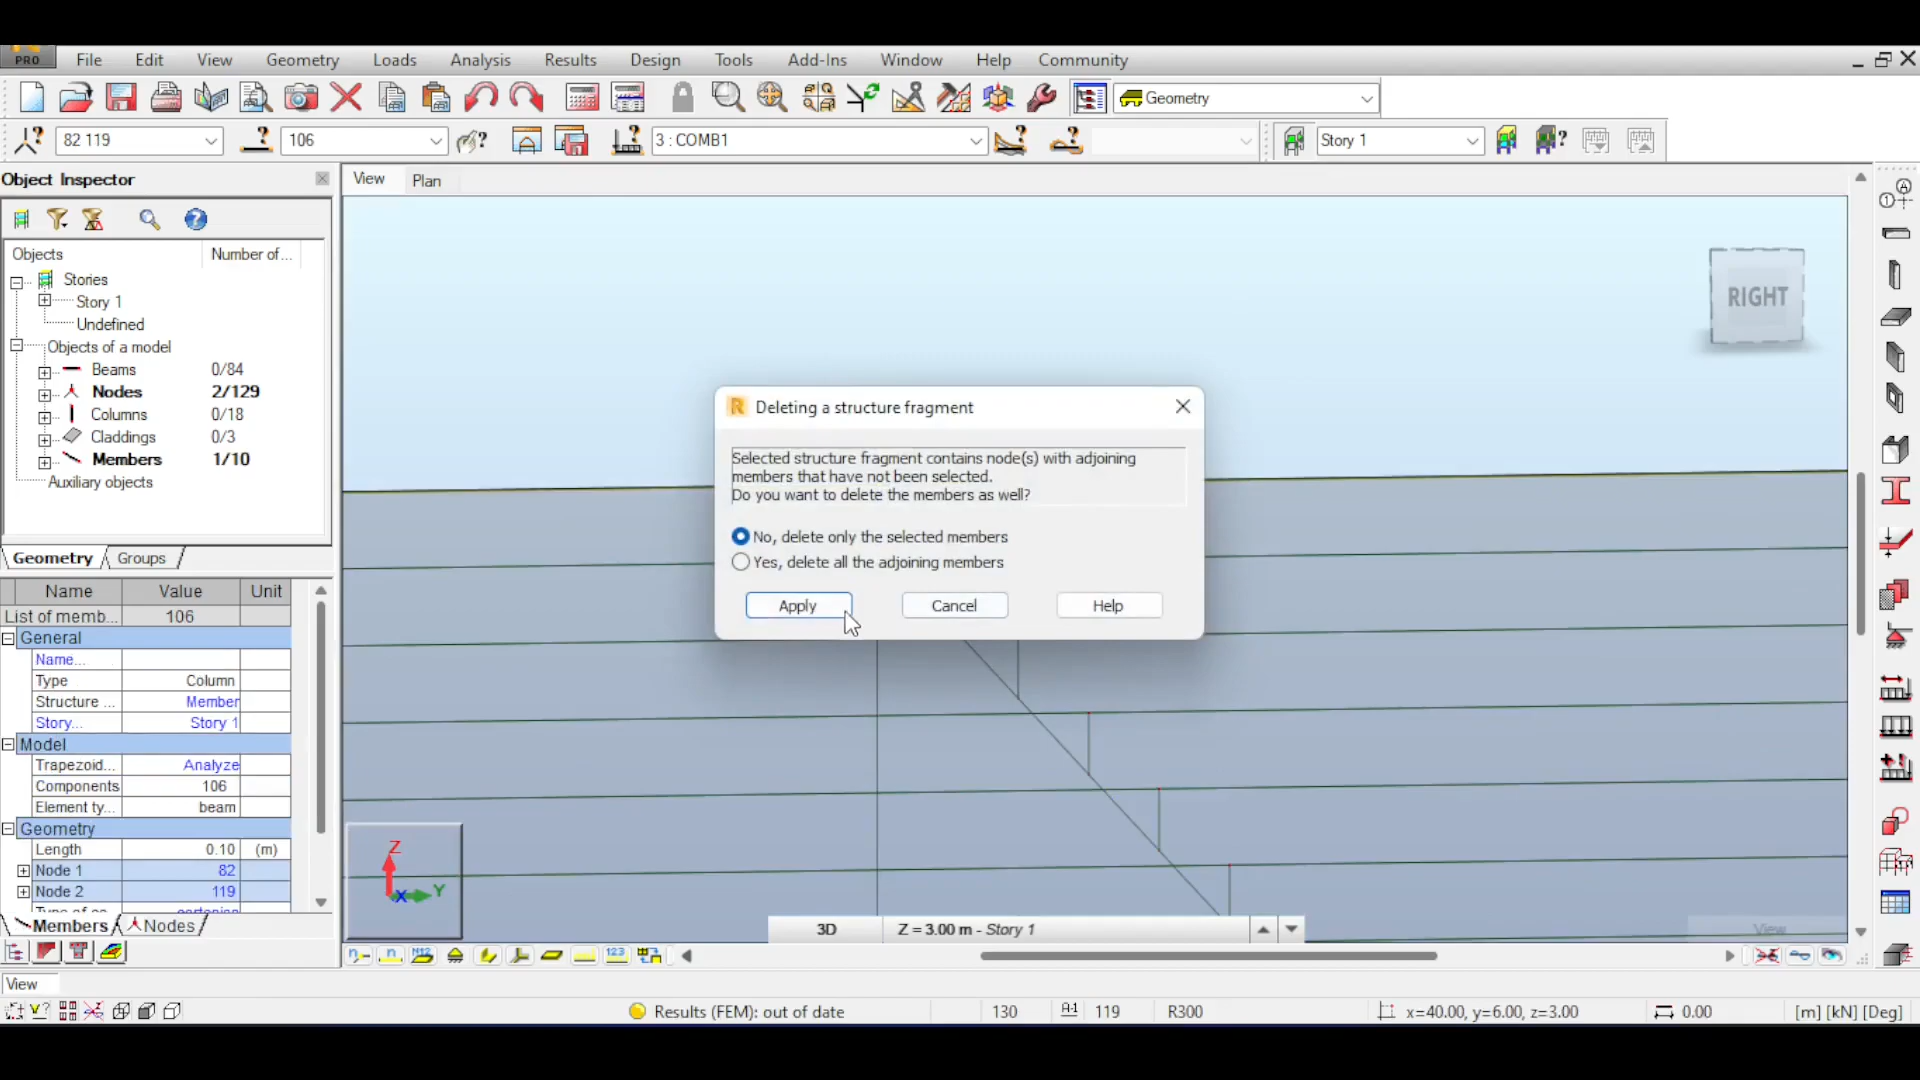 PRO File Edit View Geometry Loads Analysis Results Design Tools Add-Ins Window Help Community
Geometry
82 119 106 3 : COMB1 Story 1
Object Inspector
View Plan
Objects Number of...
Stories
Story 1
Undefined
Objects of a model
Beams 0/84
Nodes 2/129
Columns 0/18
Claddings 0/3
Members 1/10
Auxiliary objects
Geometry Groups
Name Value Unit
List of memb... 106
General
Name...
Type Column
Structure ... Member
Story... Story 1
Model
Trapezoid... Analyze
Components 106
Element ty... beam
Geometry
Length 0.10 (m)
Node 1 82
Node 2 119
Members Nodes
RIGHT
Deleting a structure fragment
Selected structure fragment contains node(s) with adjoining
members that have not been selected.
Do you want to delete the members as well?
No, delete only the selected members
Yes, delete all the adjoining members
Apply Cancel Help
Z
X Y
3D Z = 3.00 m - Story 1
View
View
Results (FEM): out of date 130 119 R300 x=40.00, y=6.00, z=3.00 0.00 [m] [kN] [Deg]